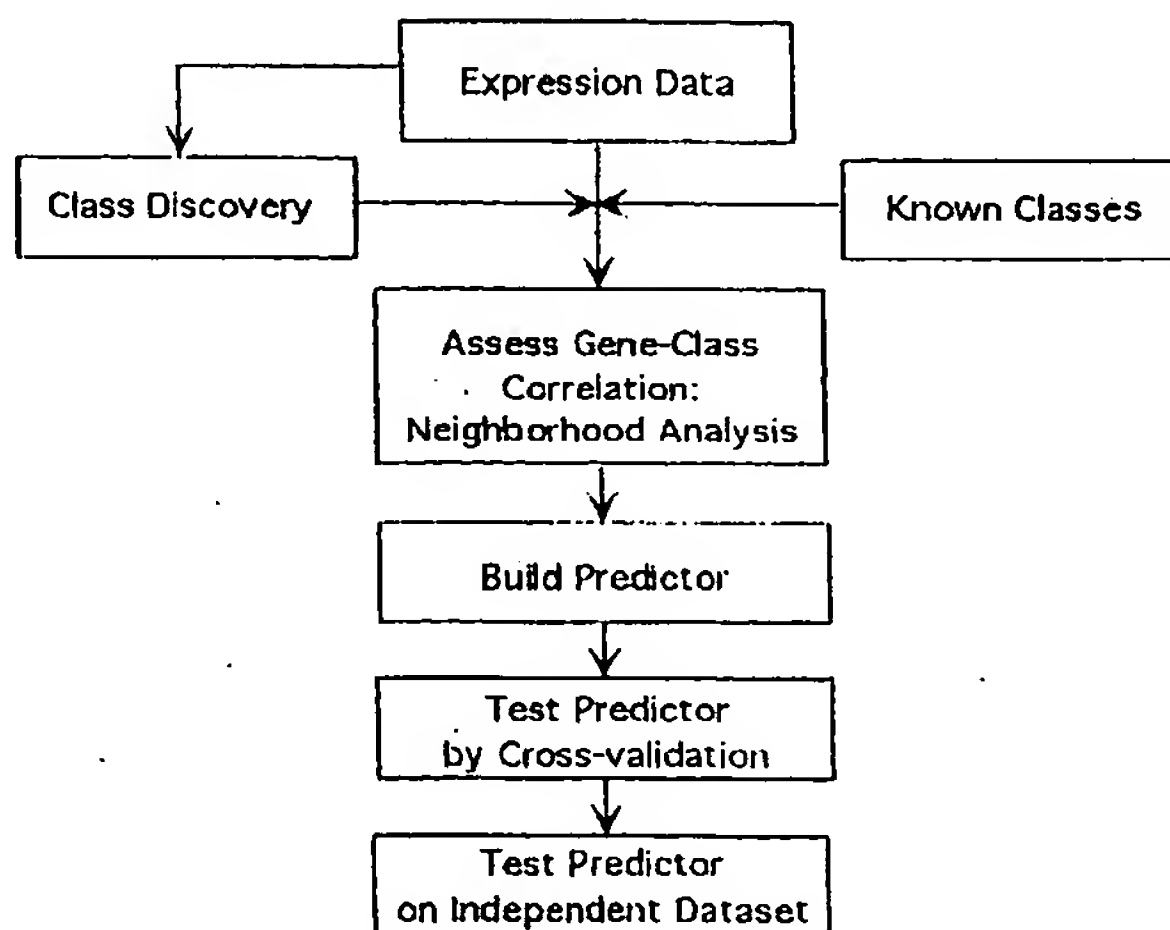 Expression Data
Class Discovery
Known Classes
Assess Gene-Class
Correlation:
Neighborhood Analysis
Build Predictor
Test Predictor
by Cross-validation
Test Predictor
on Independent Dataset